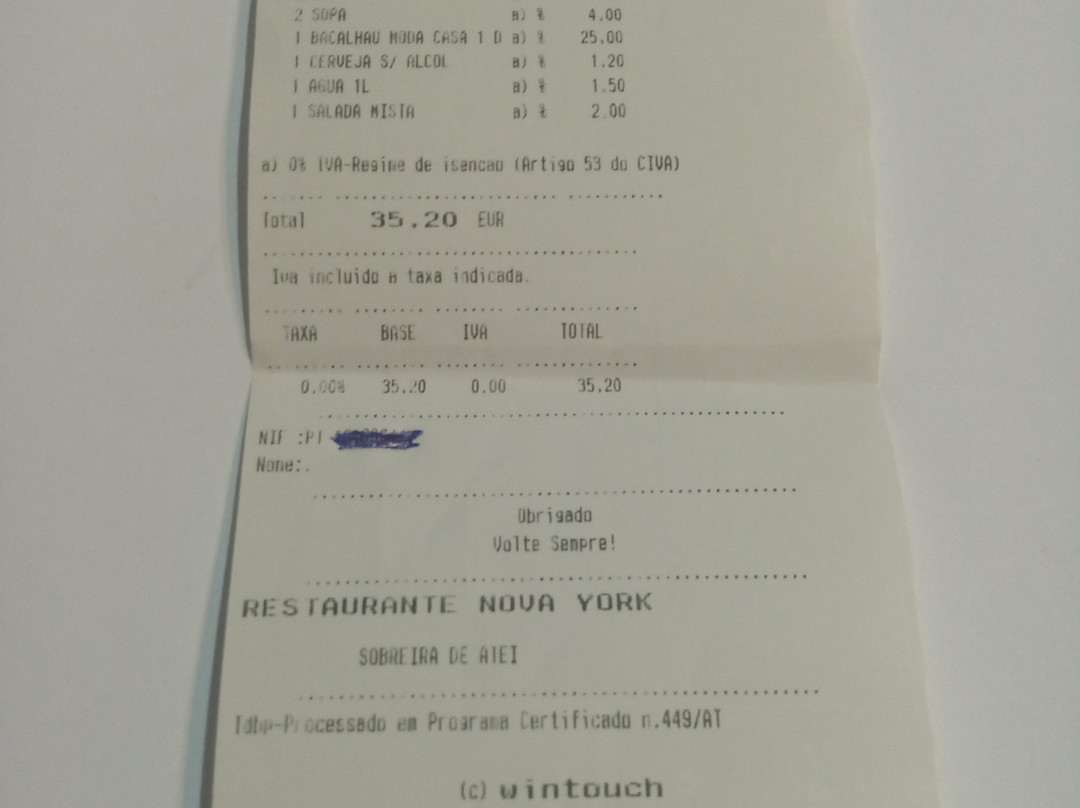 2 SOPA a) % 4.00
1 BACALHAU MODA CASA 1 D a) % 25.00
1 CERVEJA S/ ALCOL a) % 1.20
1 AGUA 1L a) % 1.50
1 SALADA MISTA a) % 2.00
a) 0% IVA-Regime de isencao (Artigo 53 do CIVA)
Total 35.20 EUR
Iva incluido a taxa indicada.
TAXA BASE IVA TOTAL
0.00% 35.20 0.00 35.20
NIF :PT
Nome:.
Obrigado
Volte Sempre!
RESTAURANTE NOVA YORK
SOBREIRA DE ATEI
-Processado em Programa Certificado n.449/AT
(c) wintouch